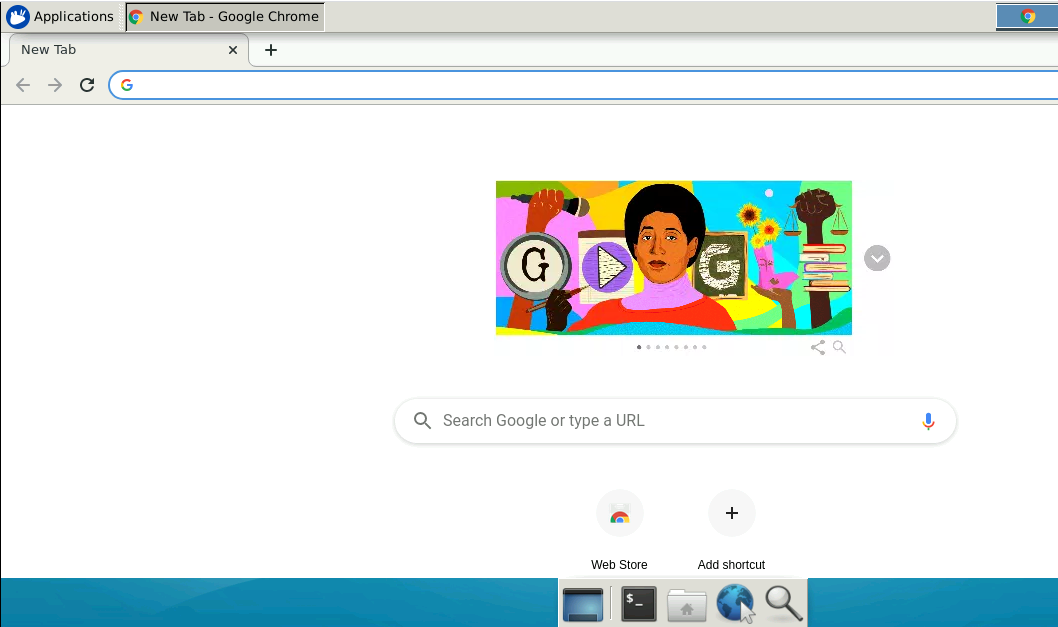 Applications
New Tab - Google Chrome
New Tab
G
G
Search Google or type a URL
Web Store
Add shortcut
$_